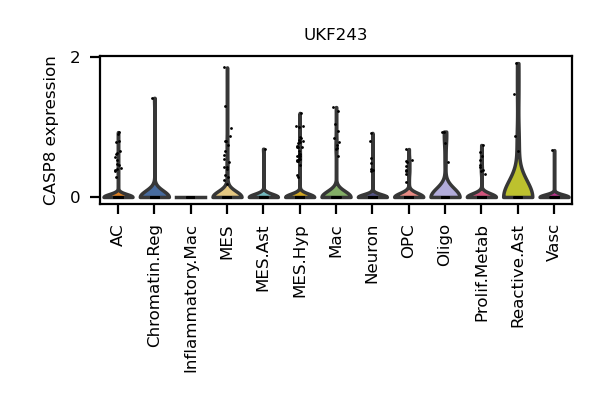 UKF243
CASP8 expression
2
0
AC
Chromatin.Reg
Inflammatory.Mac
MES
MES.Ast
MES.Hyp
Mac
Neuron
OPC
Oligo
Prolif.Metab
Reactive.Ast
Vasc